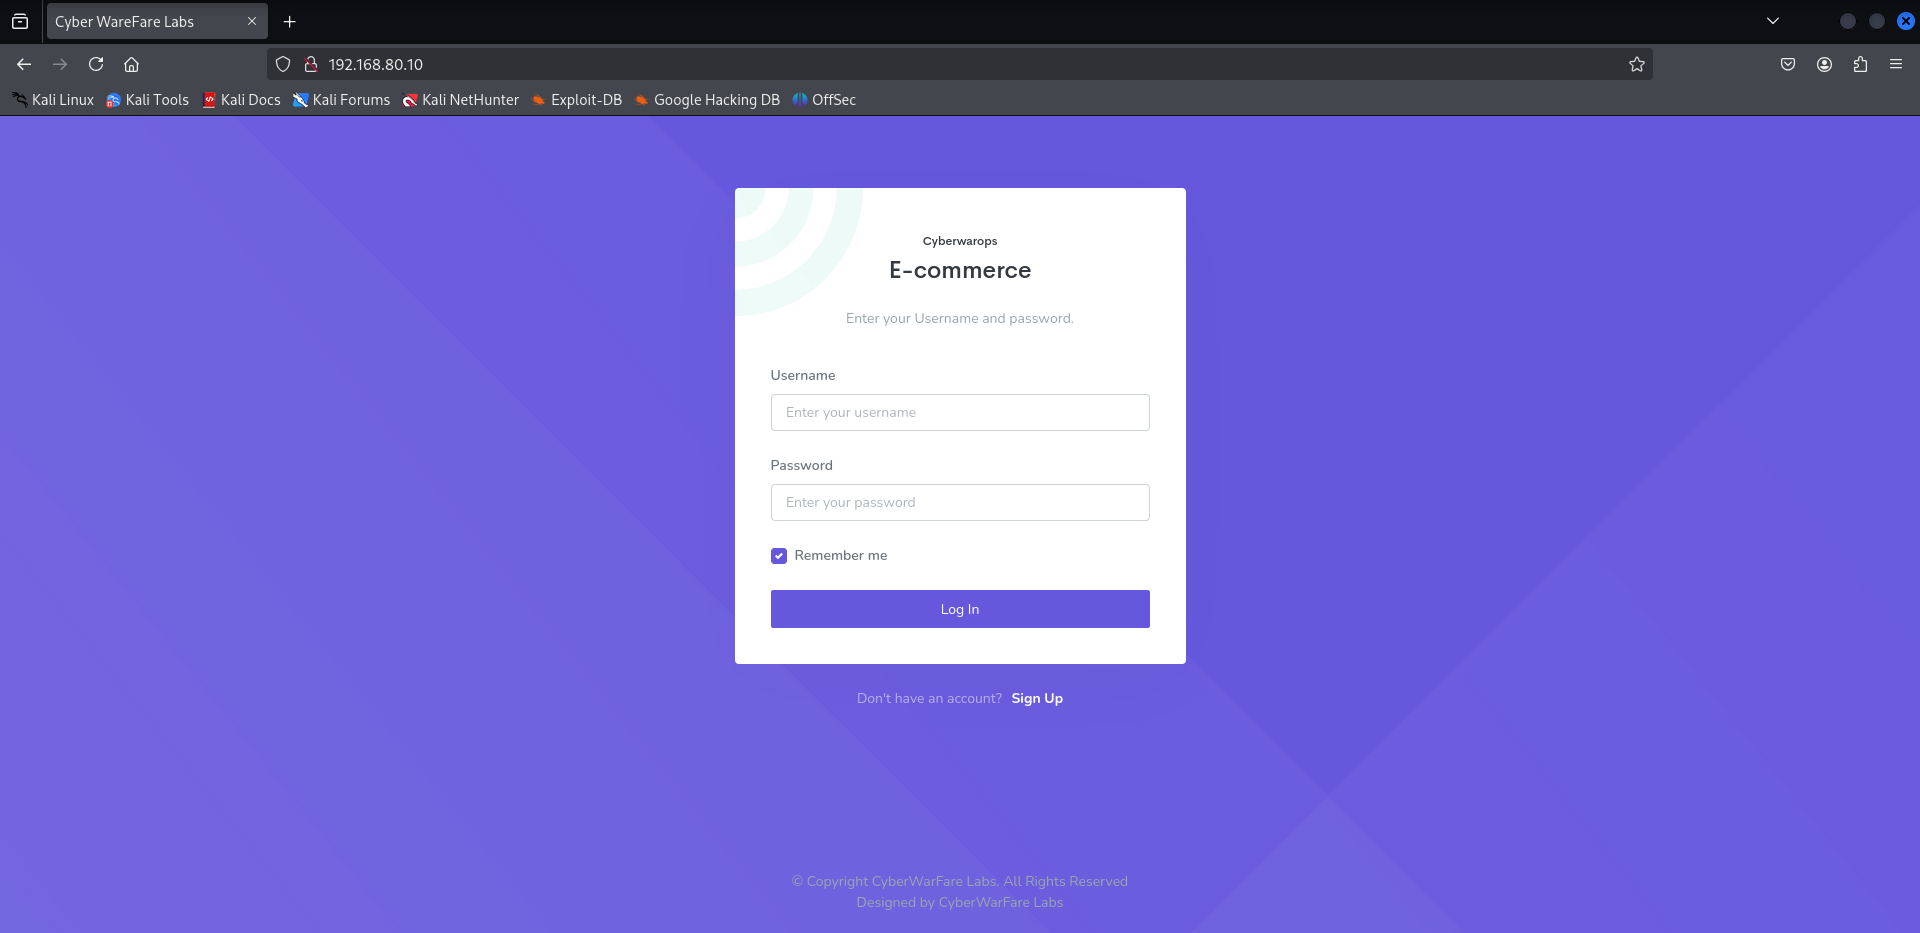 Cyber WareFare Labs
192.168.80.10
Kali Linux Kali Tools Kali Docs Kali Forums Kali NetHunter Exploit-DB Google Hacking DB OffSec
Cyberwarops
E-commerce
Enter your Username and password.
Username
Enter your username
Password
Enter your password
Remember me
Log In
Don't have an account? Sign Up
© Copyright CyberWarFare Labs. All Rights Reserved
Designed by CyberWarFare Labs